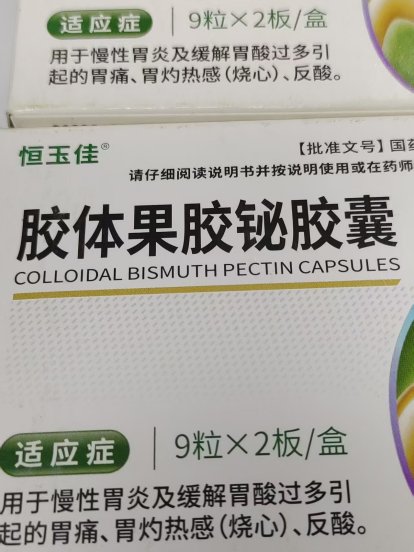 适应症 9粒×2板/盒
用于慢性胃炎及缓解胃酸过多引
起的胃痛、胃灼热感(烧心)、反酸。
恒玉佳®
【批准文号】国药
请仔细阅读说明书并按说明使用或在药师
胶体果胶铋胶囊
COLLOIDAL BISMUTH PECTIN CAPSULES
适应症 9粒×2板/盒
用于慢性胃炎及缓解胃酸过多引
起的胃痛、胃灼热感(烧心)、反酸。